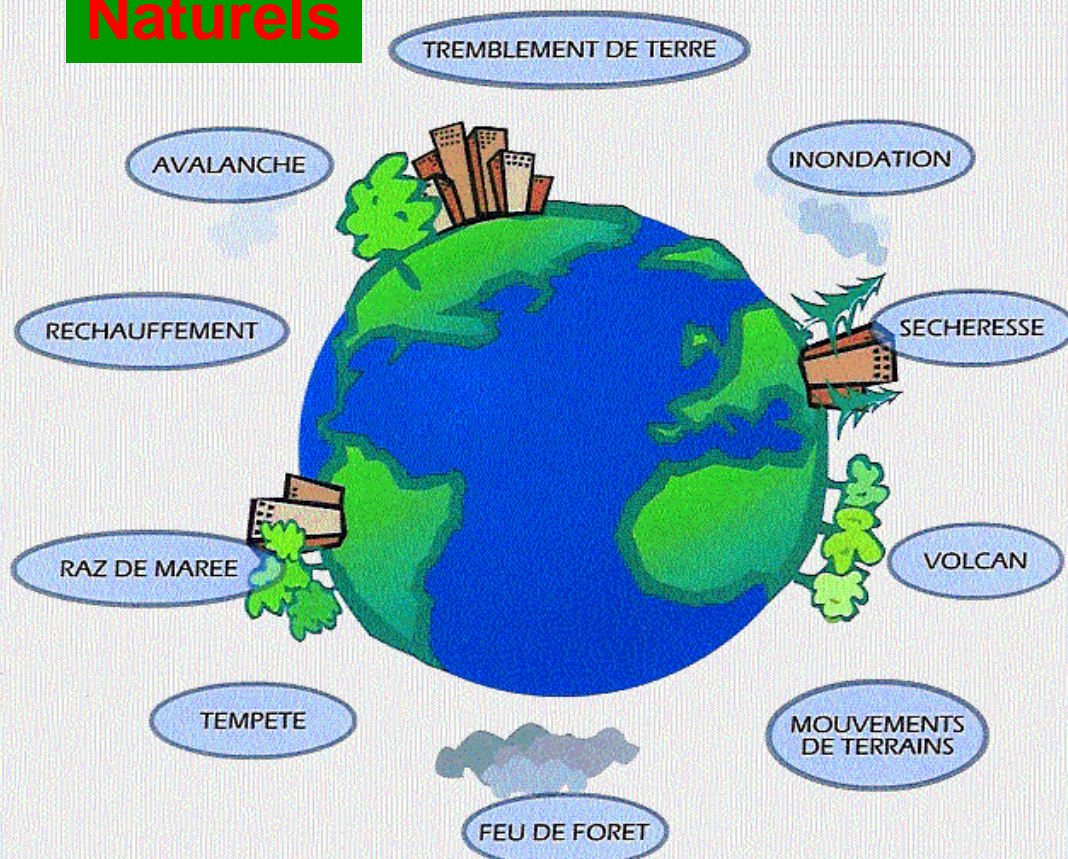 Naturels
TREMBLEMENT DE TERRE
AVALANCHE
INONDATION
RECHAUFFEMENT
SECHERESSE
RAZ DE MAREE
VOLCAN
TEMPETE
MOUVEMENTS
DE TERRAINS
FEU DE FORET